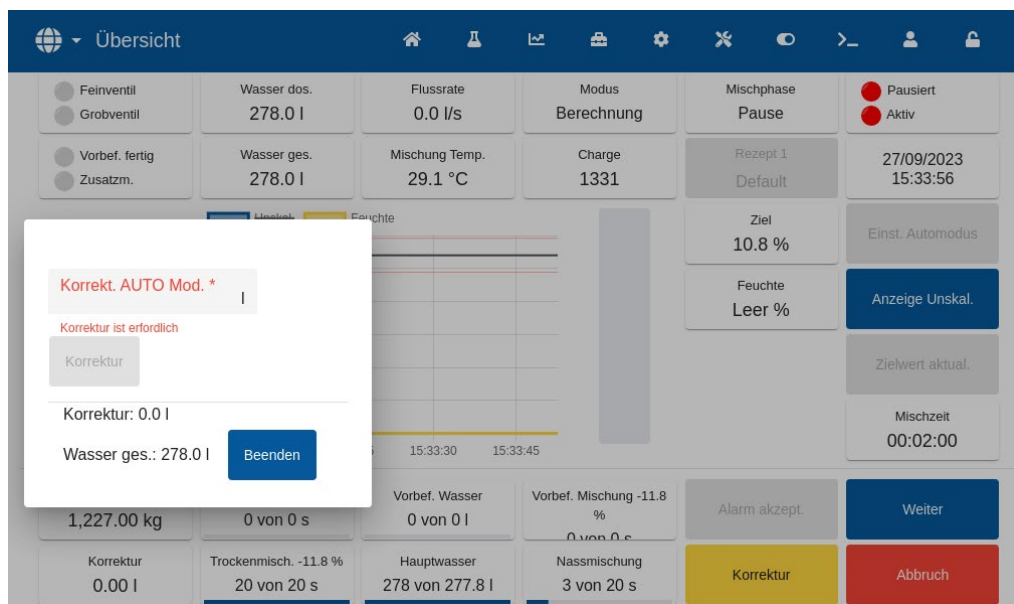 Übersicht
Feinventil
Grobventil
Wasser dos.
278.0 l
Flussrate
0.0 l/s
Modus
Berechnung
Mischphase
Pause
Pausiert
Aktiv
Vorbef. fertig
Zusatzm.
Wasser ges.
278.0 l
Mischung Temp.
29.1 °C
Charge
1331
Rezept 1
Default
27/09/2023
15:33:56
Unskal.
Feuchte
Ziel
10.8 %
Einst. Automodus
Feuchte
Leer %
Anzeige Unskal.
Zielwert aktual.
Mischzeit
00:02:00
15:33:30
15:33:45
Korrekt. AUTO Mod. *
l
Korrektur ist erfordlich
Korrektur
Korrektur: 0.0 l
Wasser ges.: 278.0 l
Beenden
1,227.00 kg
0 von 0 s
Vorbef. Wasser
0 von 0 l
Vorbef. Mischung -11.8
%
0 von 0 s
Alarm akzept.
Weiter
Korrektur
0.00 l
Trockenmisch. -11.8 %
20 von 20 s
Hauptwasser
278 von 277.8 l
Nassmischung
3 von 20 s
Korrektur
Abbruch